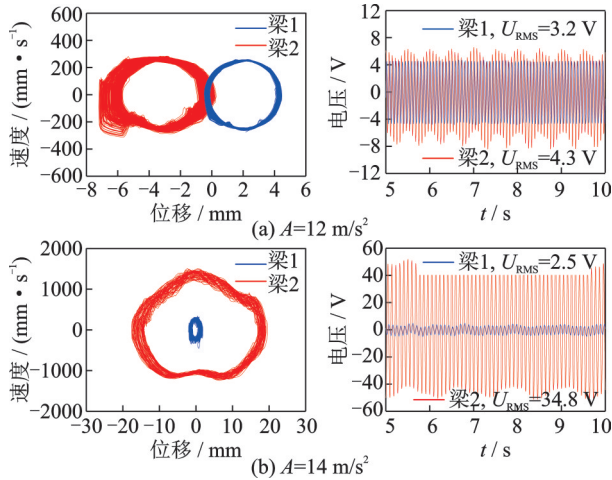 600
400
200
0
−200
−400
−600
速度 / (mm·s⁻¹)
梁1
梁2
−8 −6 −4 −2 0 2 4 6
位移 / mm
12
8
4
0
−4
−8
−12
电压 / V
梁1, U_RMS=3.2 V
梁2, U_RMS=4.3 V
5 6 7 8 9 10
t / s
(a) A=12 m/s²
2000
1000
0
−1000
−2000
速度 / (mm·s⁻¹)
梁1
梁2
−30 −20 −10 0 10 20 30
位移 / mm
60
40
20
0
−20
−40
−60
电压 / V
梁1, U_RMS=2.5 V
梁2, U_RMS=34.8 V
5 6 7 8 9 10
t / s
(b) A=14 m/s²